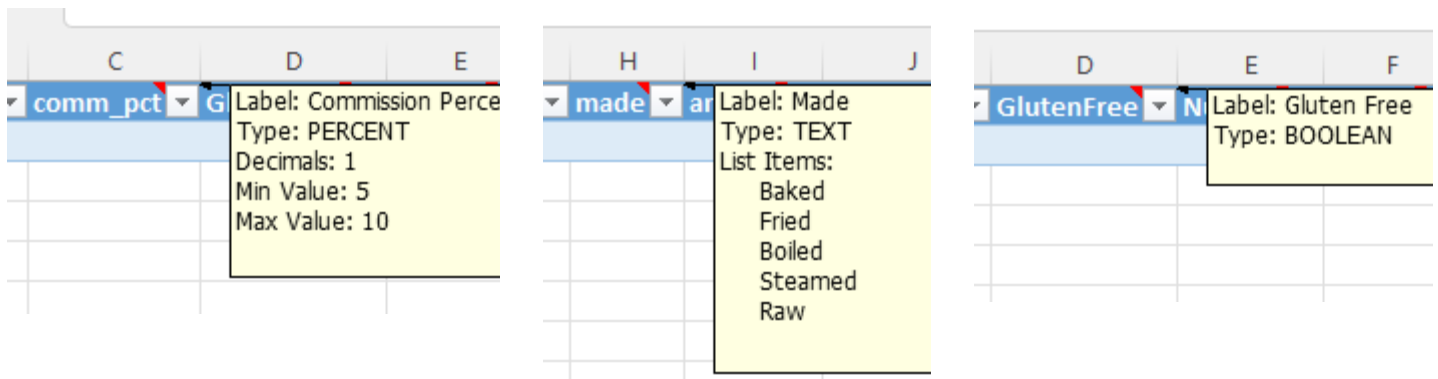 C D E
comm_pct G
Label: Commission Perce
Type: PERCENT
Decimals: 1
Min Value: 5
Max Value: 10
H I J
made
Label: Made
Type: TEXT
List Items:
Baked
Fried
Boiled
Steamed
Raw
D E F
GlutenFree N
Label: Gluten Free
Type: BOOLEAN